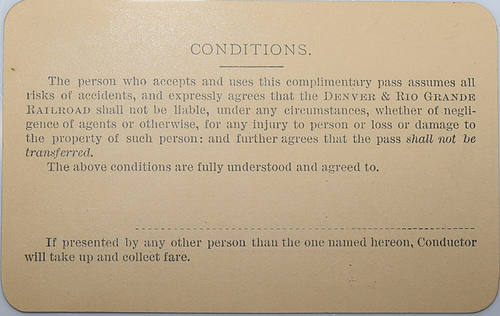 CONDITIONS.
The person who accepts and uses this complimentary pass assumes all
risks of accidents, and expressly agrees that the DENVER & RIO GRANDE
RAILROAD shall not be liable, under any circumstances, whether of negli-
gence of agents or otherwise, for any injury to person or loss or damage to
the property of such person: and further agrees that the pass shall not be
transferred.
The above conditions are fully understood and agreed to.
If presented by any other person than the one named hereon, Conductor
will take up and collect fare.